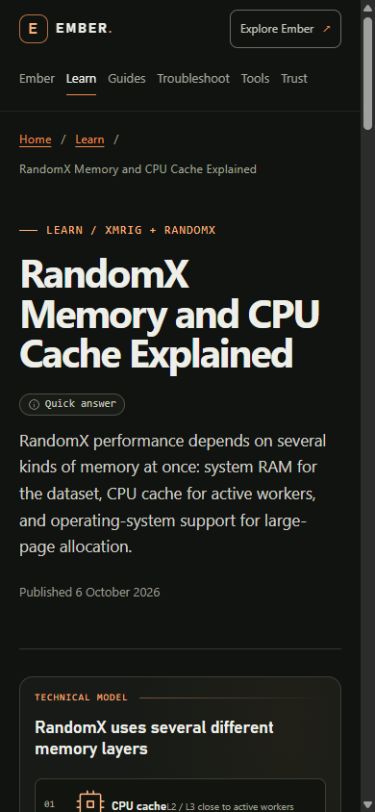 E EMBER.
Explore Ember ↗
Ember Learn Guides Troubleshoot Tools Trust
Home / Learn /
RandomX Memory and CPU Cache Explained
LEARN / XMRIG + RANDOMX
RandomX
Memory and CPU
Cache Explained
Quick answer
RandomX performance depends on several
kinds of memory at once: system RAM for
the dataset, CPU cache for active workers,
and operating-system support for large-
page allocation.
Published 6 October 2026
TECHNICAL MODEL
RandomX uses several different
memory layers
01 CPU cacheL2 / L3 close to active workers